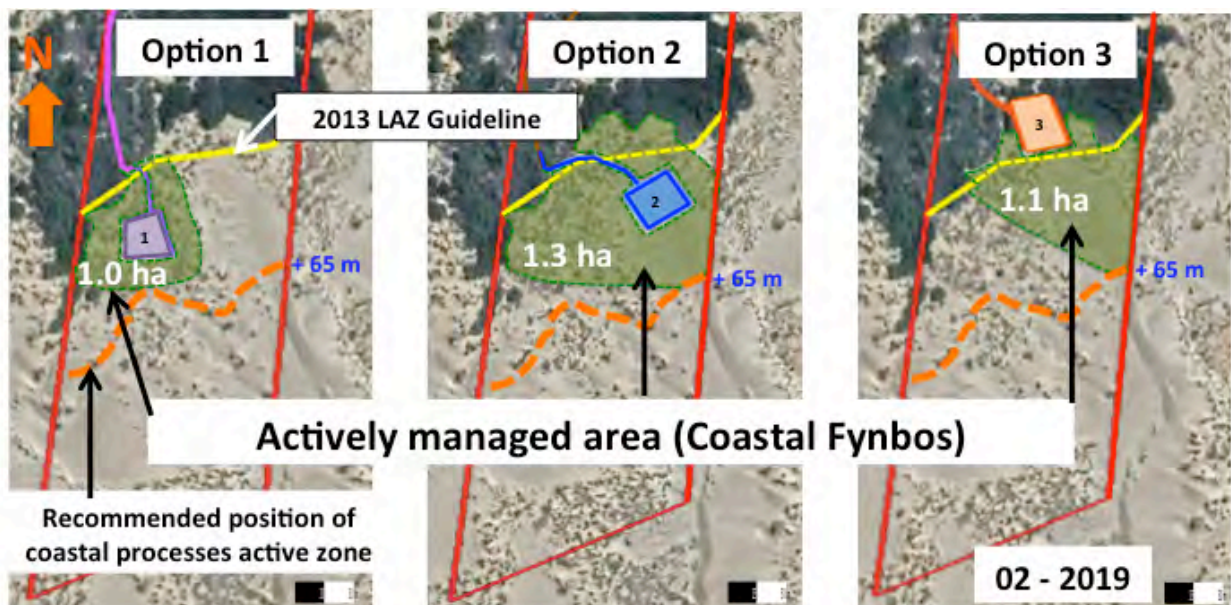 Option 1
Option 2
Option 3
N
2013 LAZ Guideline
1
2
3
1.0 ha
1.3 ha
1.1 ha
+ 65 m
+ 65 m
+ 65 m
Actively managed area (Coastal Fynbos)
Recommended position of
coastal processes active zone
02 - 2019